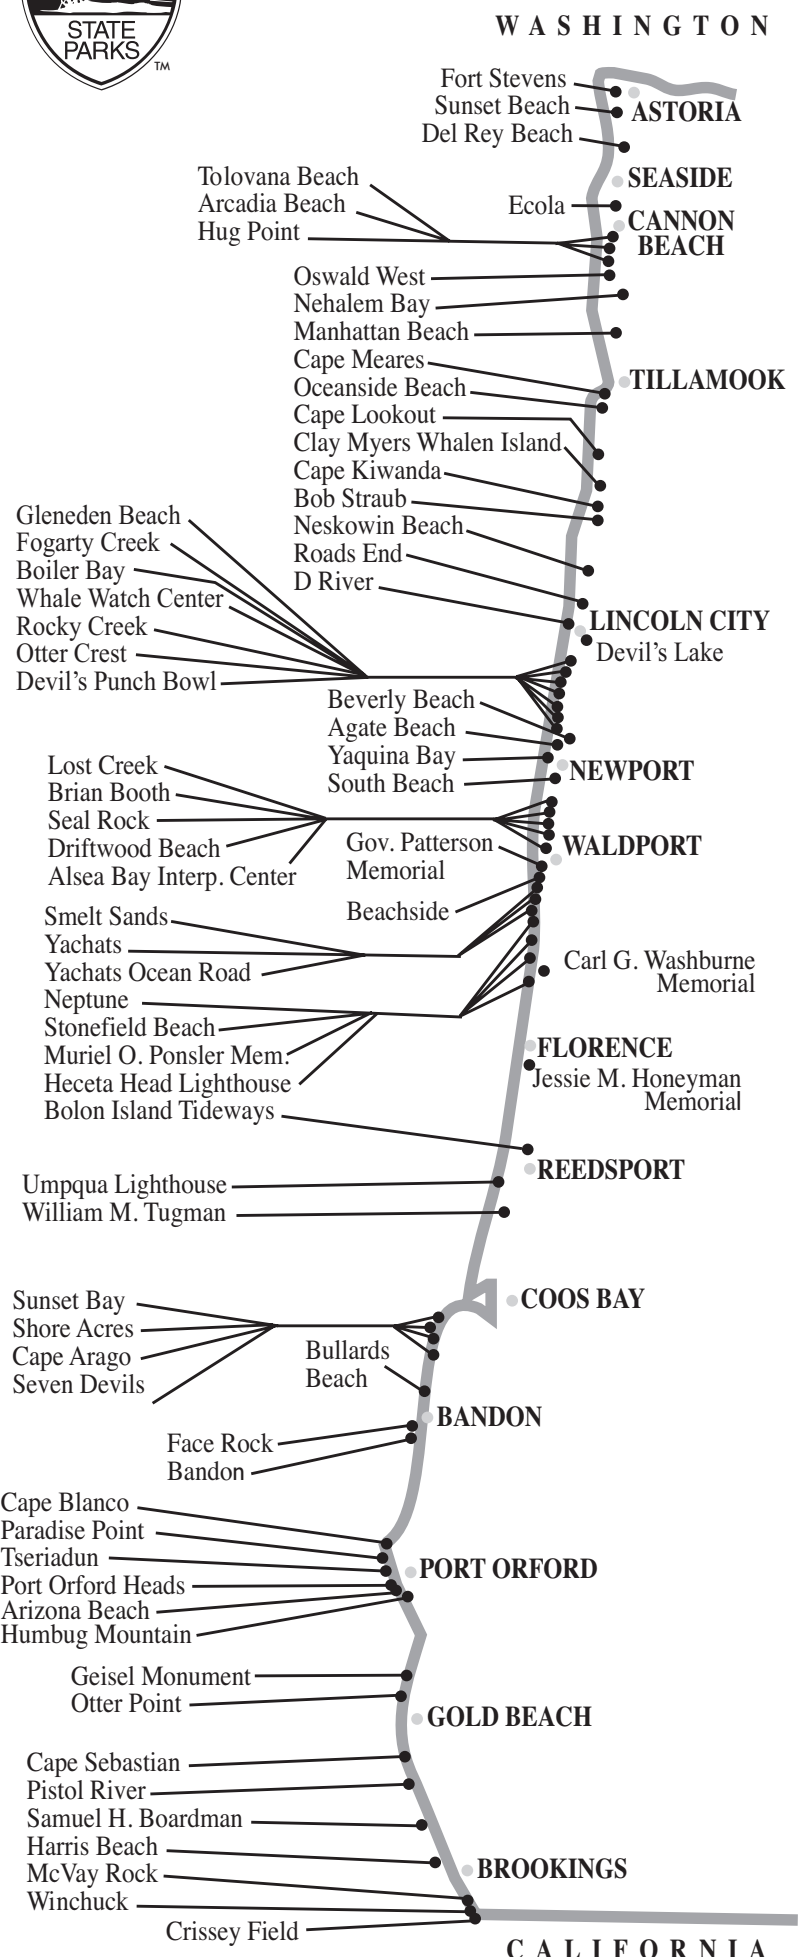 STATE
PARKS
TM
WASHINGTON
Fort Stevens
Sunset Beach
ASTORIA
Del Rey Beach
Tolovana Beach
SEASIDE
Arcadia Beach
Ecola
Hug Point
CANNON
BEACH
Oswald West
Nehalem Bay
Manhattan Beach
Cape Meares
TILLAMOOK
Oceanside Beach
Cape Lookout
Clay Myers Whalen Island
Cape Kiwanda
Bob Straub
Gleneden Beach
Neskowin Beach
Fogarty Creek
Roads End
Boiler Bay
D River
Whale Watch Center
LINCOLN CITY
Rocky Creek
Otter Crest
Devil's Lake
Devil's Punch Bowl
Beverly Beach
Agate Beach
Yaquina Bay
Lost Creek
NEWPORT
South Beach
Brian Booth
Seal Rock
Driftwood Beach
Gov. Patterson
Memorial
WALDPORT
Alsea Bay Interp. Center
Beachside
Smelt Sands
Yachats
Yachats Ocean Road
Carl G. Washburne
Memorial
Neptune
Stonefield Beach
Muriel O. Ponsler Mem.
FLORENCE
Heceta Head Lighthouse
Jessie M. Honeyman
Memorial
Bolon Island Tideways
REEDSPORT
Umpqua Lighthouse
William M. Tugman
Sunset Bay
COOS BAY
Shore Acres
Cape Arago
Bullards
Beach
Seven Devils
BANDON
Face Rock
Bandon
Cape Blanco
Paradise Point
Tseriadun
PORT ORFORD
Port Orford Heads
Arizona Beach
Humbug Mountain
Geisel Monument
Otter Point
GOLD BEACH
Cape Sebastian
Pistol River
Samuel H. Boardman
Harris Beach
BROOKINGS
McVay Rock
Winchuck
Crissey Field
CALIFORNIA